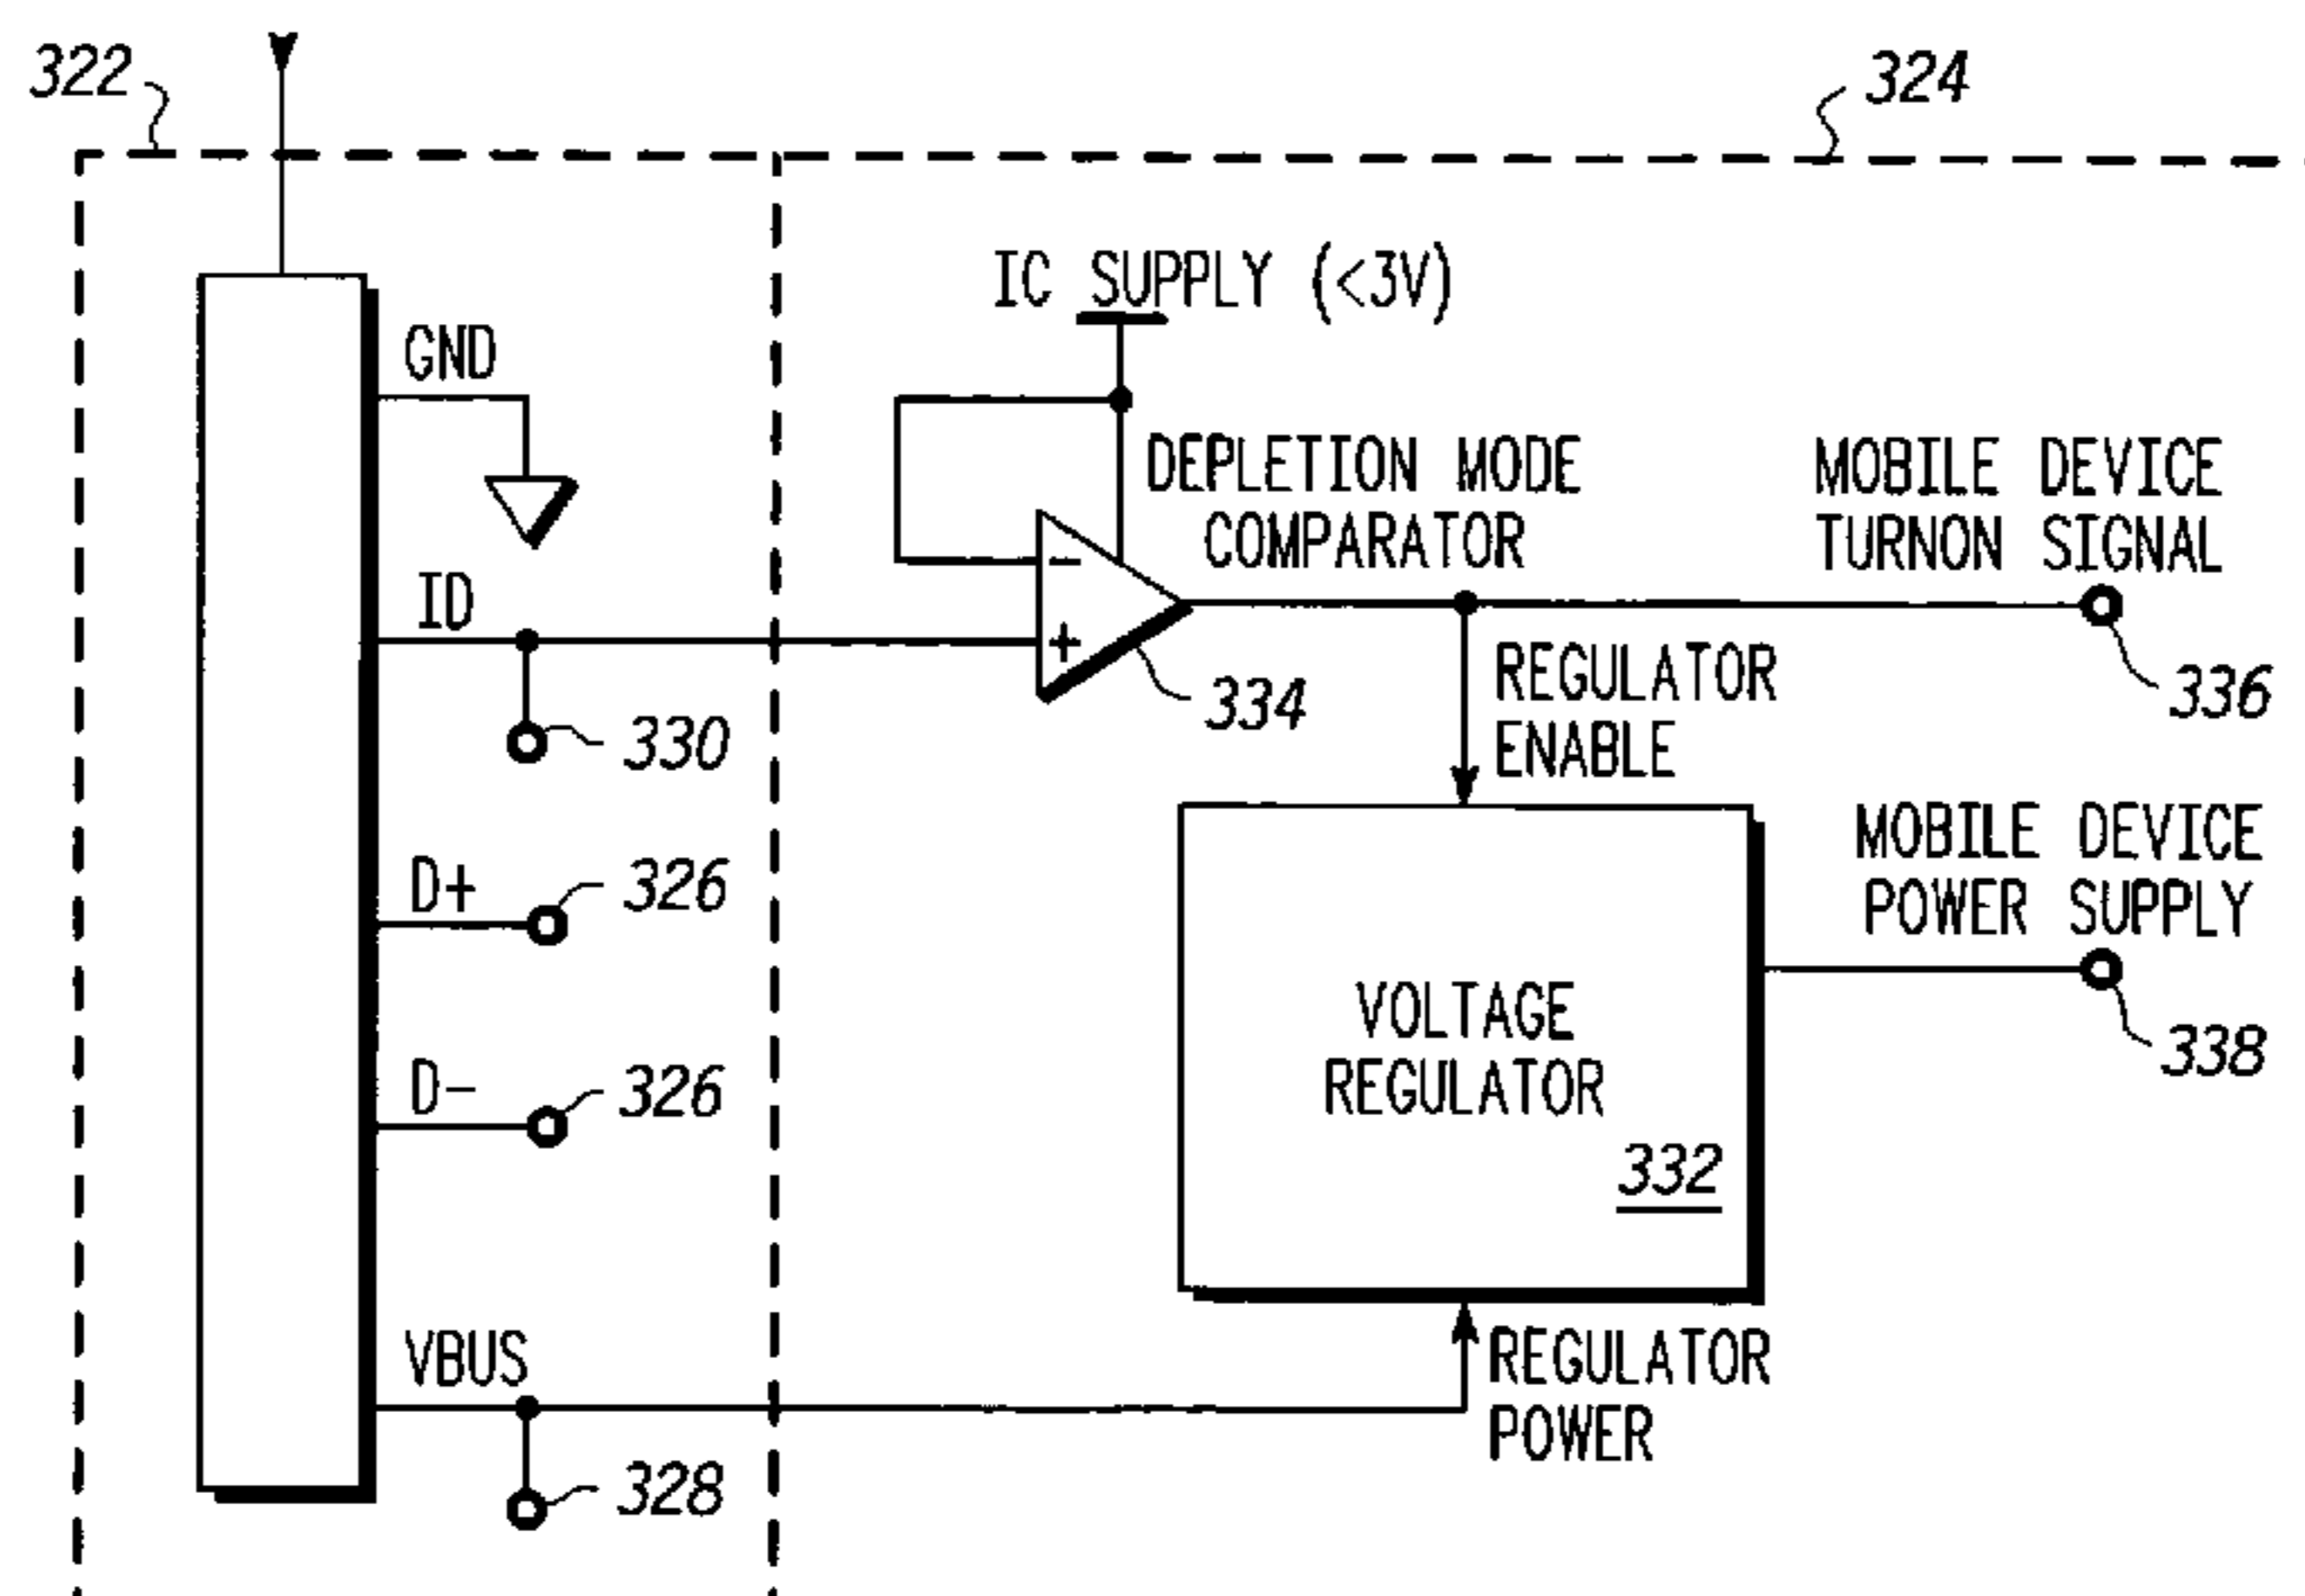 322
324
IC SUPPLY (<3V)
GND
DEPLETION MODE
COMPARATOR
MOBILE DEVICE
TURNON SIGNAL
ID
-
+
334
REGULATOR
ENABLE
336
330
MOBILE DEVICE
POWER SUPPLY
D+
326
VOLTAGE
REGULATOR
332
338
D-
326
VBUS
REGULATOR
POWER
328